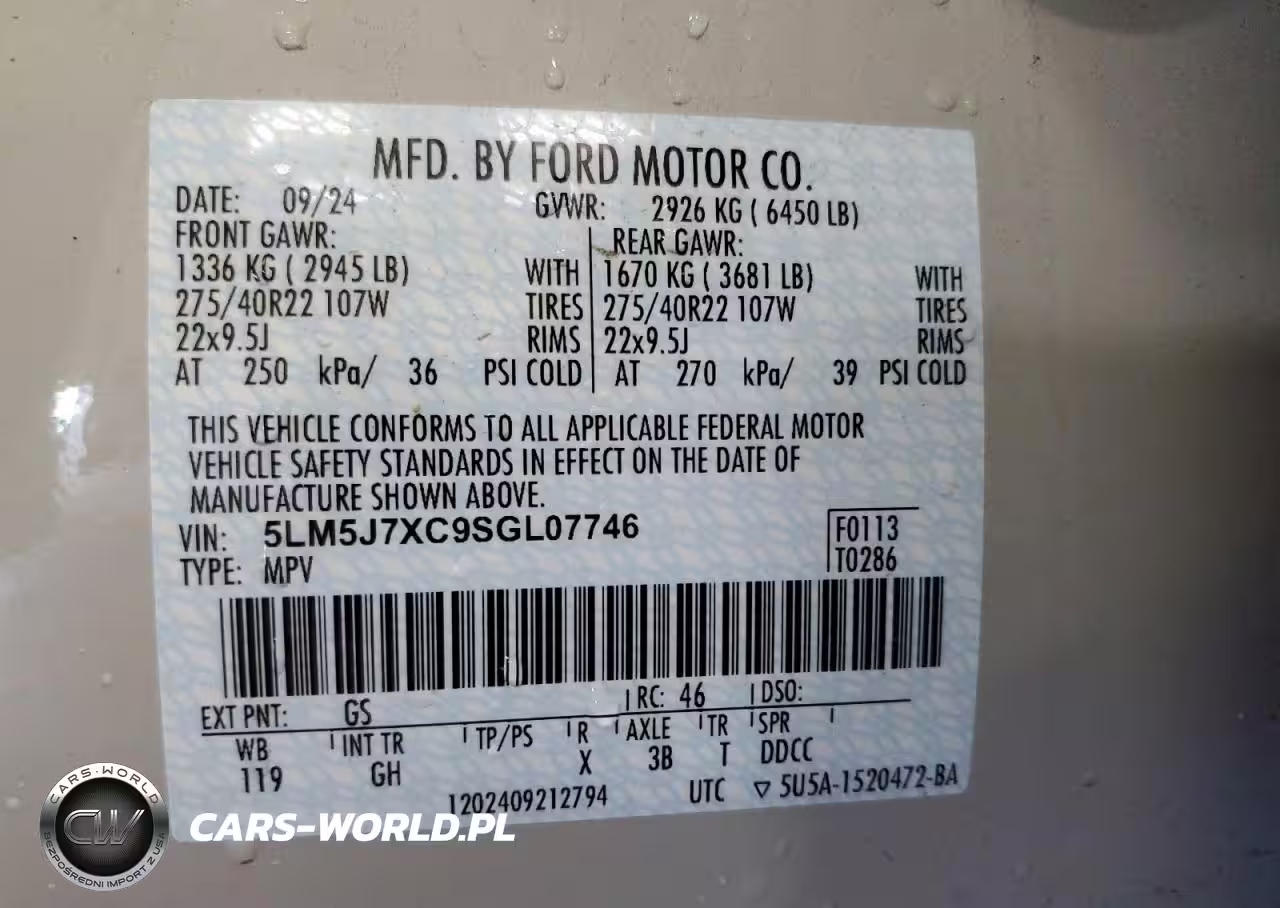 MFD. BY FORD MOTOR CO.
DATE: 09/24 GVWR: 2926 KG ( 6450 LB)
FRONT GAWR: REAR GAWR:
1336 KG ( 2945 LB) WITH 1670 KG ( 3681 LB) WITH
275/40R22 107W TIRES 275/40R22 107W TIRES
22x9.5J RIMS 22x9.5J RIMS
AT 250 kPa/ 36 PSI COLD AT 270 kPa/ 39 PSI COLD
THIS VEHICLE CONFORMS TO ALL APPLICABLE FEDERAL MOTOR
VEHICLE SAFETY STANDARDS IN EFFECT ON THE DATE OF
MANUFACTURE SHOWN ABOVE.
VIN: 5LM5J7XC9SGL07746 F0113
TYPE: MPV T0286
EXT PNT: GS RC: 46 DSO:
WB INT TR TP/PS R AXLE TR SPR
119 GH X 3B T DDCC
1202409212794 UTC ▽ 5U5A-1520472-BA
CARS-WORLD
CW
BEZPOŚREDNI IMPORT Z USA
CARS-WORLD.PL